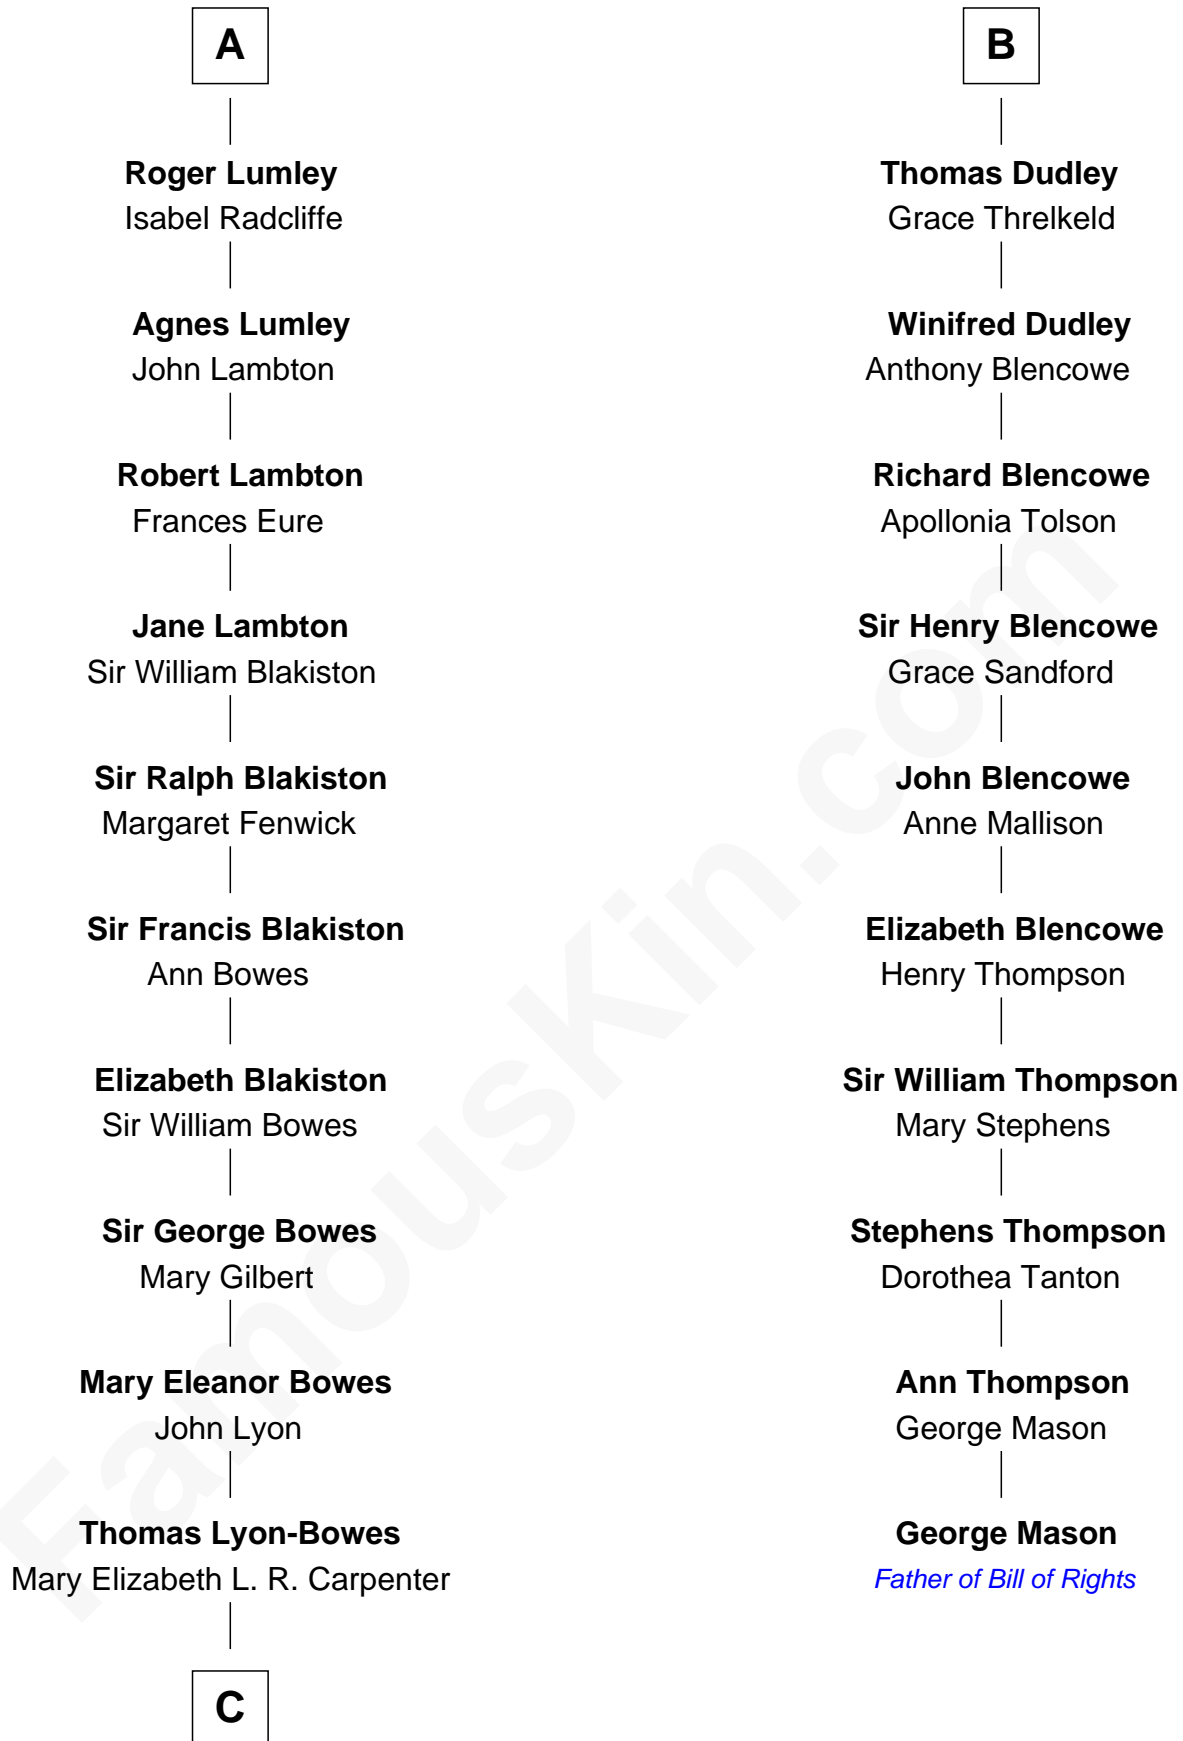 A
Roger Lumley
Isabel Radcliffe
Agnes Lumley
John Lambton
Robert Lambton
Frances Eure
Jane Lambton
Sir William Blakiston
Sir Ralph Blakiston
Margaret Fenwick
Sir Francis Blakiston
Ann Bowes
Elizabeth Blakiston
Sir William Bowes
Sir George Bowes
Mary Gilbert
Mary Eleanor Bowes
John Lyon
Thomas Lyon-Bowes
Mary Elizabeth L. R. Carpenter
C
B
Thomas Dudley
Grace Threlkeld
Winifred Dudley
Anthony Blencowe
Richard Blencowe
Apollonia Tolson
Sir Henry Blencowe
Grace Sandford
John Blencowe
Anne Mallison
Elizabeth Blencowe
Henry Thompson
Sir William Thompson
Mary Stephens
Stephens Thompson
Dorothea Tanton
Ann Thompson
George Mason
George Mason
Father of Bill of Rights
FamousKin.com